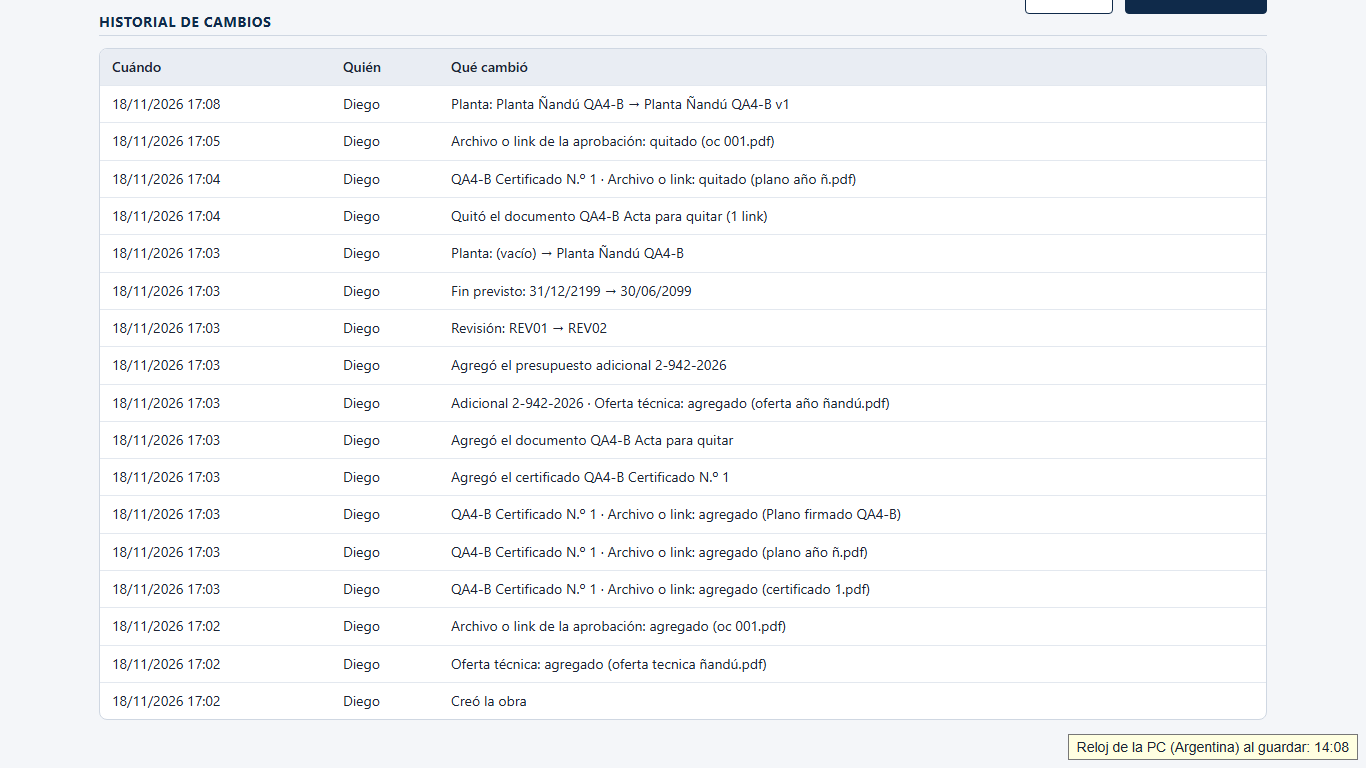 HISTORIAL DE CAMBIOS
Cuándo Quién Qué cambió
18/11/2026 17:08 Diego Planta: Planta Ñandú QA4-B → Planta Ñandú QA4-B v1
18/11/2026 17:05 Diego Archivo o link de la aprobación: quitado (oc 001.pdf)
18/11/2026 17:04 Diego QA4-B Certificado N.º 1 · Archivo o link: quitado (plano año ñ.pdf)
18/11/2026 17:04 Diego Quitó el documento QA4-B Acta para quitar (1 link)
18/11/2026 17:03 Diego Planta: (vacío) → Planta Ñandú QA4-B
18/11/2026 17:03 Diego Fin previsto: 31/12/2199 → 30/06/2099
18/11/2026 17:03 Diego Revisión: REV01 → REV02
18/11/2026 17:03 Diego Agregó el presupuesto adicional 2-942-2026
18/11/2026 17:03 Diego Adicional 2-942-2026 · Oferta técnica: agregado (oferta año ñandú.pdf)
18/11/2026 17:03 Diego Agregó el documento QA4-B Acta para quitar
18/11/2026 17:03 Diego Agregó el certificado QA4-B Certificado N.º 1
18/11/2026 17:03 Diego QA4-B Certificado N.º 1 · Archivo o link: agregado (Plano firmado QA4-B)
18/11/2026 17:03 Diego QA4-B Certificado N.º 1 · Archivo o link: agregado (plano año ñ.pdf)
18/11/2026 17:03 Diego QA4-B Certificado N.º 1 · Archivo o link: agregado (certificado 1.pdf)
18/11/2026 17:02 Diego Archivo o link de la aprobación: agregado (oc 001.pdf)
18/11/2026 17:02 Diego Oferta técnica: agregado (oferta tecnica ñandú.pdf)
18/11/2026 17:02 Diego Creó la obra
Reloj de la PC (Argentina) al guardar: 14:08